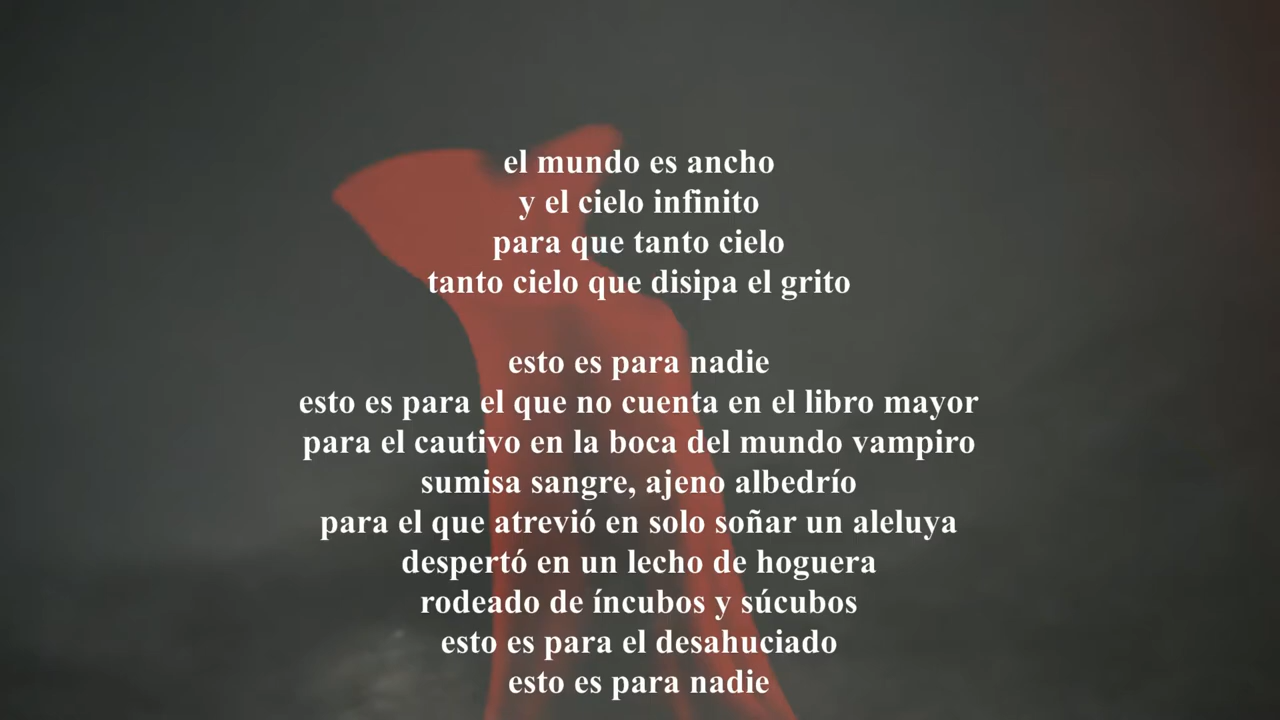 el mundo es ancho
y el cielo infinito
para que tanto cielo
tanto cielo que disipa el grito
esto es para nadie
esto es para el que no cuenta en el libro mayor
para el cautivo en la boca del mundo vampiro
sumisa sangre, ajeno albedrío
para el que atrevió en solo soñar un aleluya
despertó en un lecho de hoguera
rodeado de íncubos y súcubos
esto es para el desahuciado
esto es para nadie